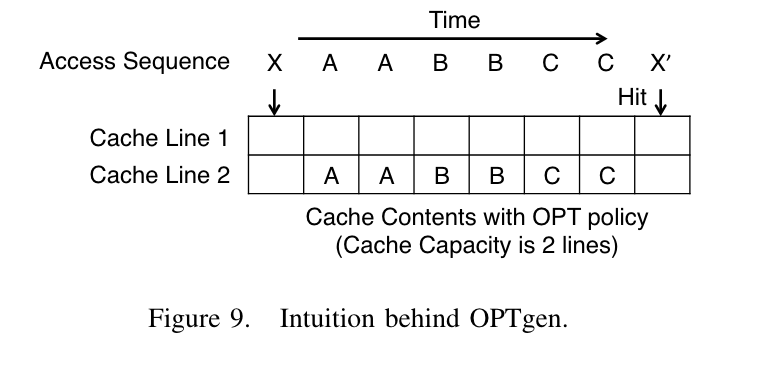 Time
Access Sequence X A A B B C C X′
Hit
Cache Line 1
Cache Line 2 A A B B C C
Cache Contents with OPT policy
(Cache Capacity is 2 lines)
Figure 9. Intuition behind OPTgen.